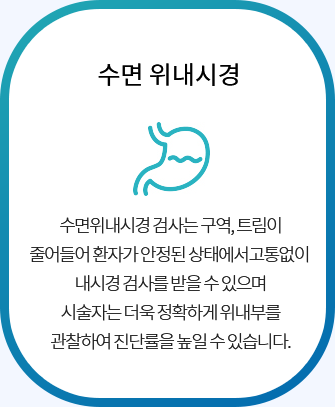 수면 위내시경
수면위내시경 검사는 구역, 트림이
줄어들어 환자가 안정된 상태에서고통없이
내시경 검사를 받을 수 있으며
시술자는 더욱 정확하게 위내부를
관찰하여 진단률을 높일 수 있습니다.